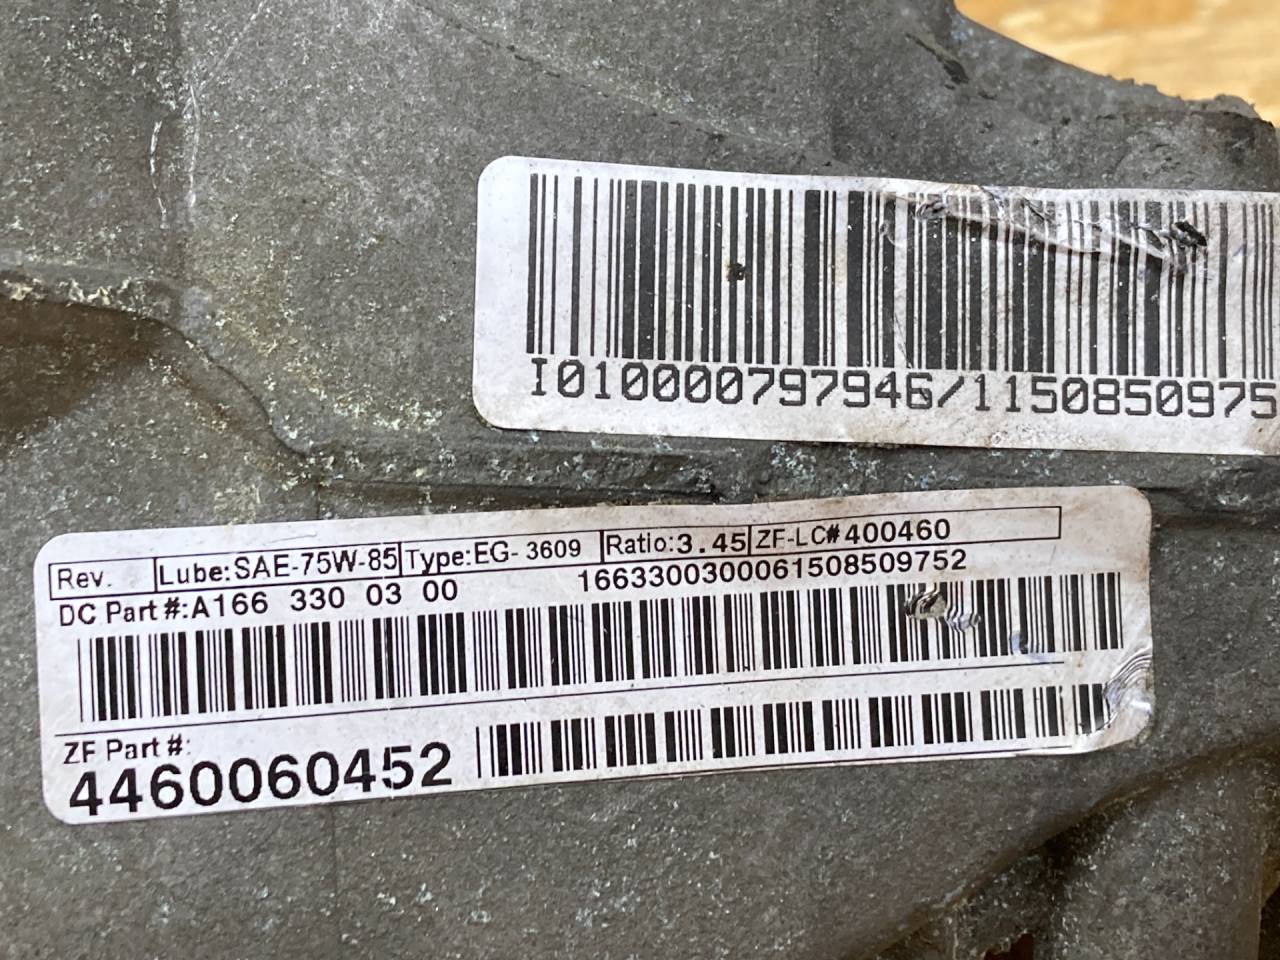 I010000797946/1150850975
Rev. Lube:SAE-75W-85 Type:EG-3609 Ratio:3.45 ZF-LC#400460
DC Part #:A166 330 03 00 1663300300061508509752
ZF Part #:
4460060452